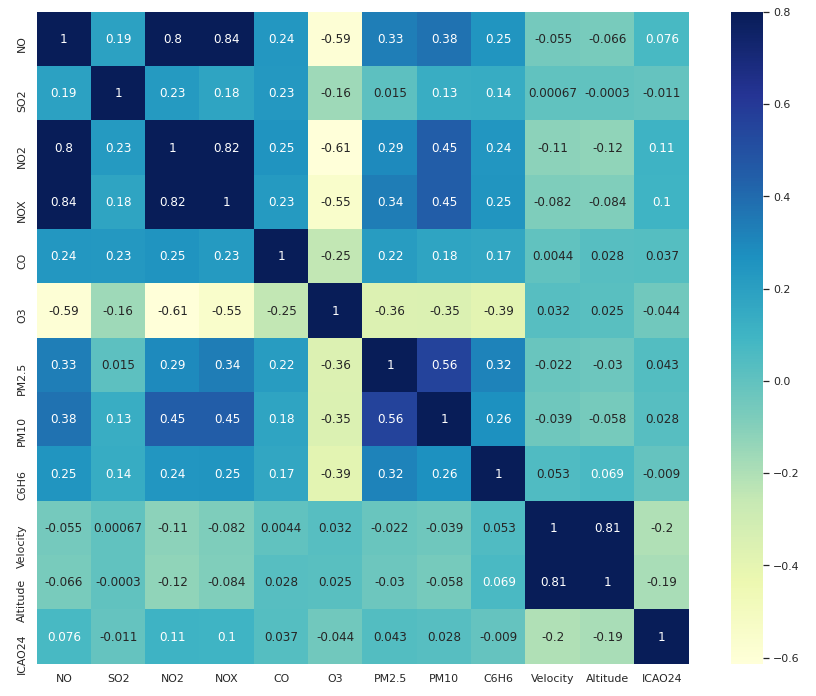 NO 1 0.19 0.8 0.84 0.24 -0.59 0.33 0.38 0.25 -0.055 -0.066 0.076
SO2 0.19 1 0.23 0.18 0.23 -0.16 0.015 0.13 0.14 0.00067 -0.0003 -0.011
NO2 0.8 0.23 1 0.82 0.25 -0.61 0.29 0.45 0.24 -0.11 -0.12 0.11
NOX 0.84 0.18 0.82 1 0.23 -0.55 0.34 0.45 0.25 -0.082 -0.084 0.1
CO 0.24 0.23 0.25 0.23 1 -0.25 0.22 0.18 0.17 0.0044 0.028 0.037
O3 -0.59 -0.16 -0.61 -0.55 -0.25 1 -0.36 -0.35 -0.39 0.032 0.025 -0.044
PM2.5 0.33 0.015 0.29 0.34 0.22 -0.36 1 0.56 0.32 -0.022 -0.03 0.043
PM10 0.38 0.13 0.45 0.45 0.18 -0.35 0.56 1 0.26 -0.039 -0.058 0.028
C6H6 0.25 0.14 0.24 0.25 0.17 -0.39 0.32 0.26 1 0.053 0.069 -0.009
Velocity -0.055 0.00067 -0.11 -0.082 0.0044 0.032 -0.022 -0.039 0.053 1 0.81 -0.2
Altitude -0.066 -0.0003 -0.12 -0.084 0.028 0.025 -0.03 -0.058 0.069 0.81 1 -0.19
ICAO24 0.076 -0.011 0.11 0.1 0.037 -0.044 0.043 0.028 -0.009 -0.2 -0.19 1
NO SO2 NO2 NOX CO O3 PM2.5 PM10 C6H6 Velocity Altitude ICAO24
0.8
0.6
0.4
0.2
0.0
−0.2
−0.4
−0.6